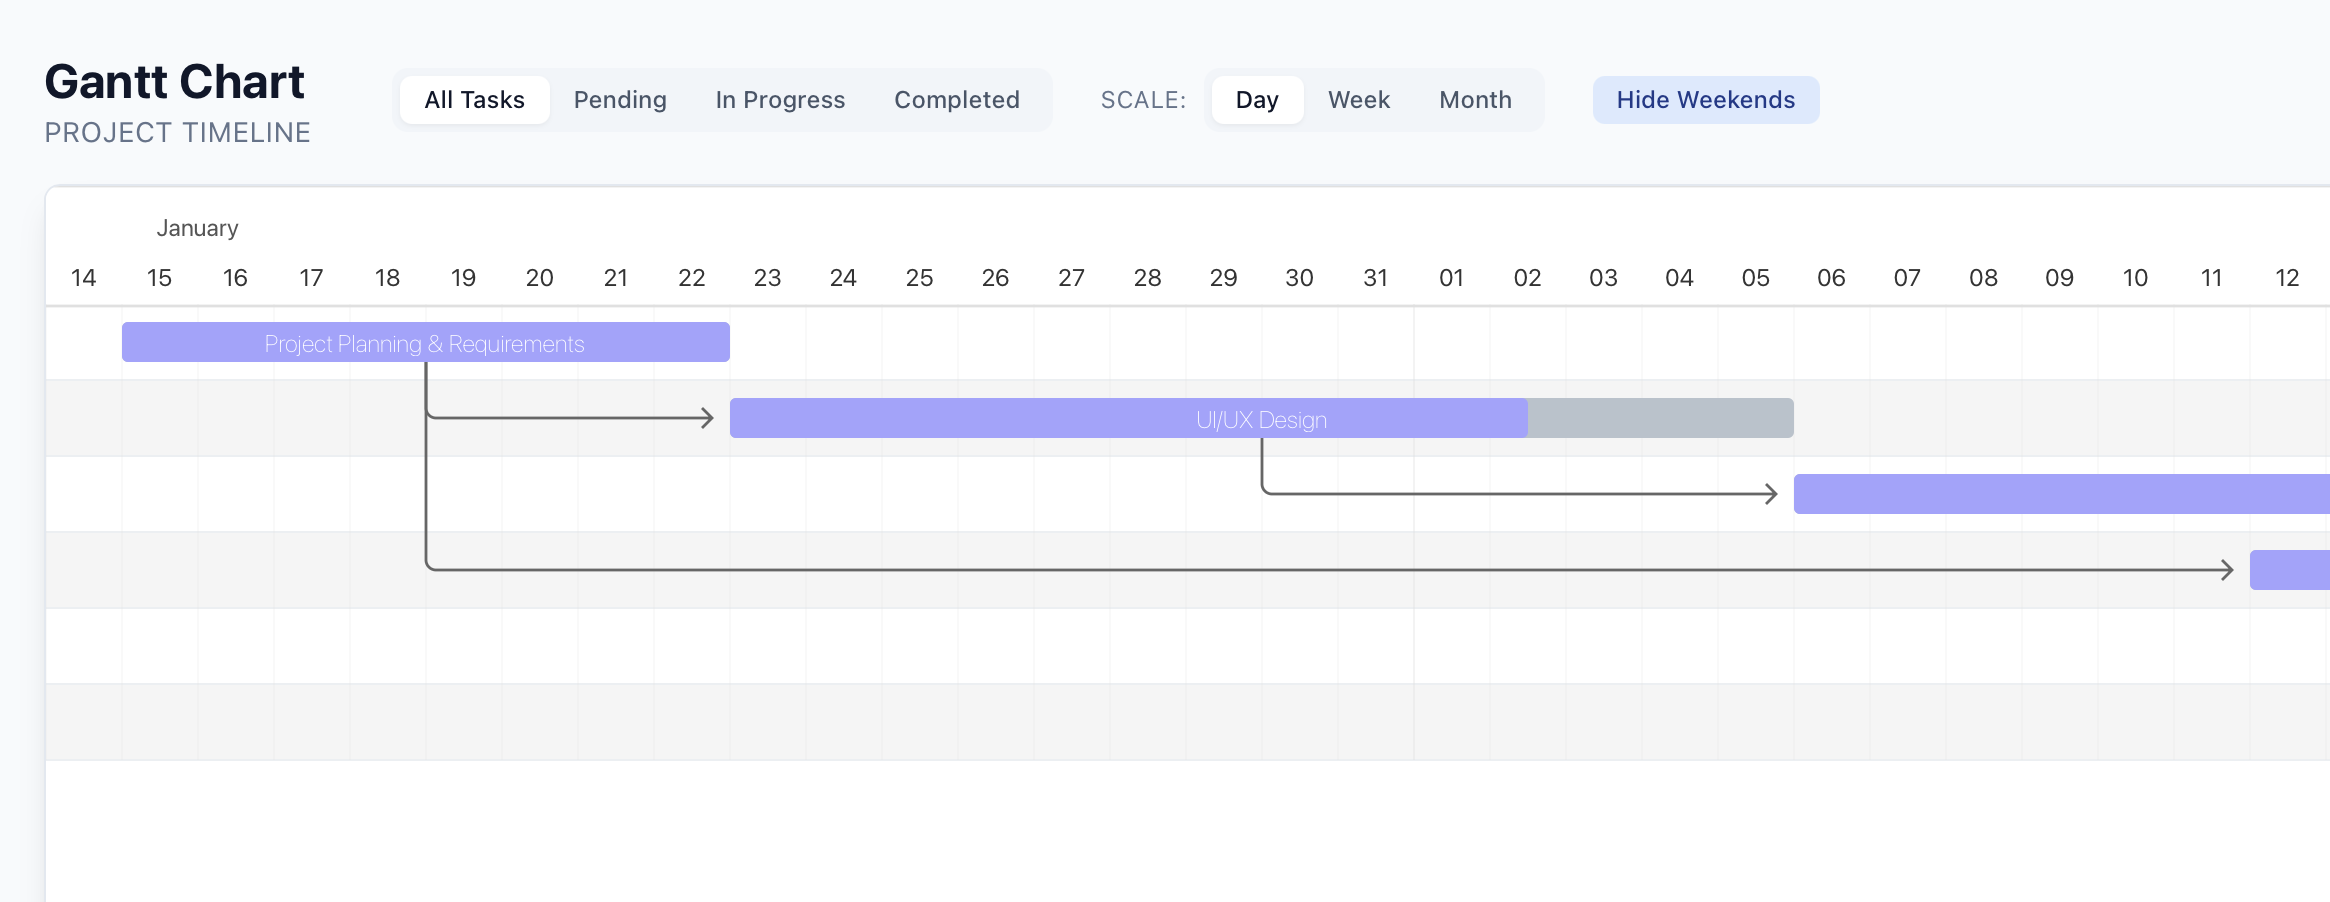 Gantt Chart
PROJECT TIMELINE
All Tasks Pending In Progress Completed SCALE: Day Week Month Hide Weekends
January
14 15 16 17 18 19 20 21 22 23 24 25 26 27 28 29 30 31 01 02 03 04 05 06 07 08 09 10 11 12
Project Planning & Requirements
UI/UX Design